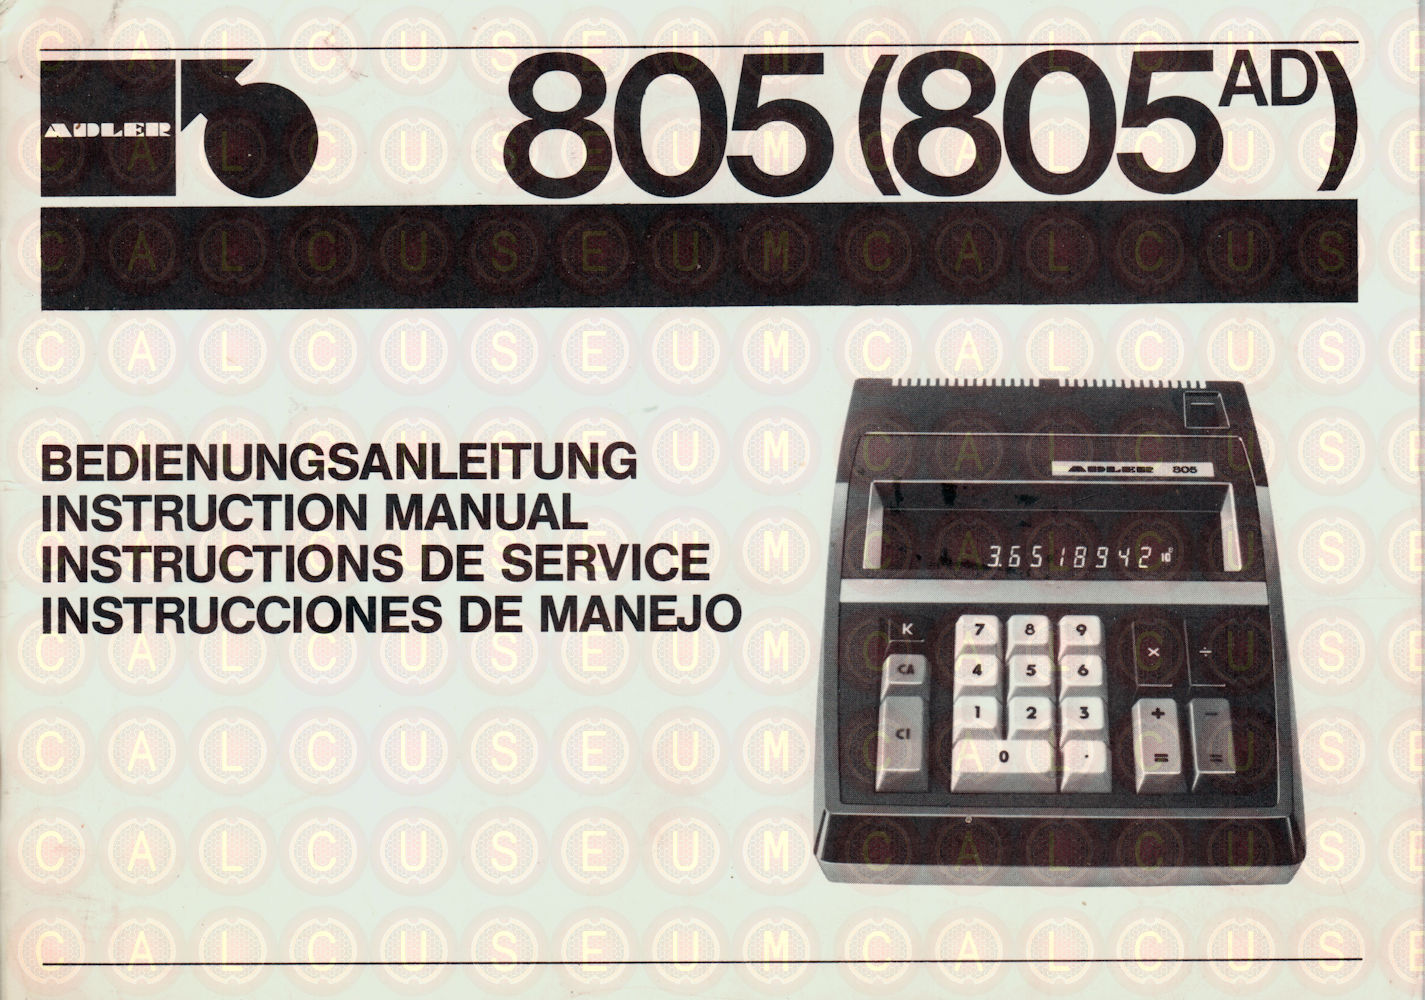 ADLER
805 (805AD)
BEDIENUNGSANLEITUNG
INSTRUCTION MANUAL
INSTRUCTIONS DE SERVICE
INSTRUCCIONES DE MANEJO
ADLER 805
3.6518942 10°
K 7 8 9 × ÷
CA 4 5 6
CI 1 2 3 + −
0 . = =
CALCUSEUM